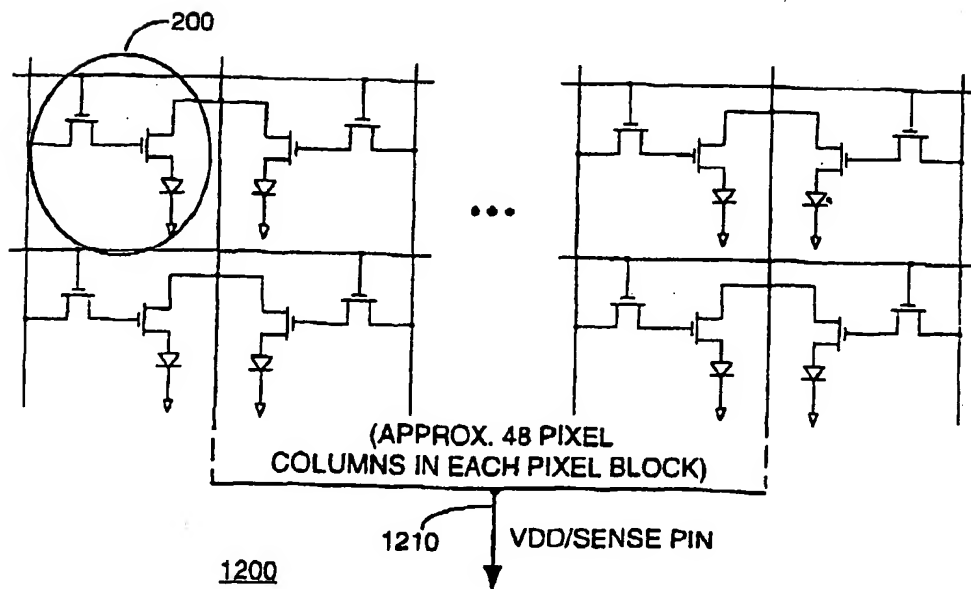 200
(APPROX. 48 PIXEL
COLUMNS IN EACH PIXEL BLOCK)
1210
VDD/SENSE PIN
1200